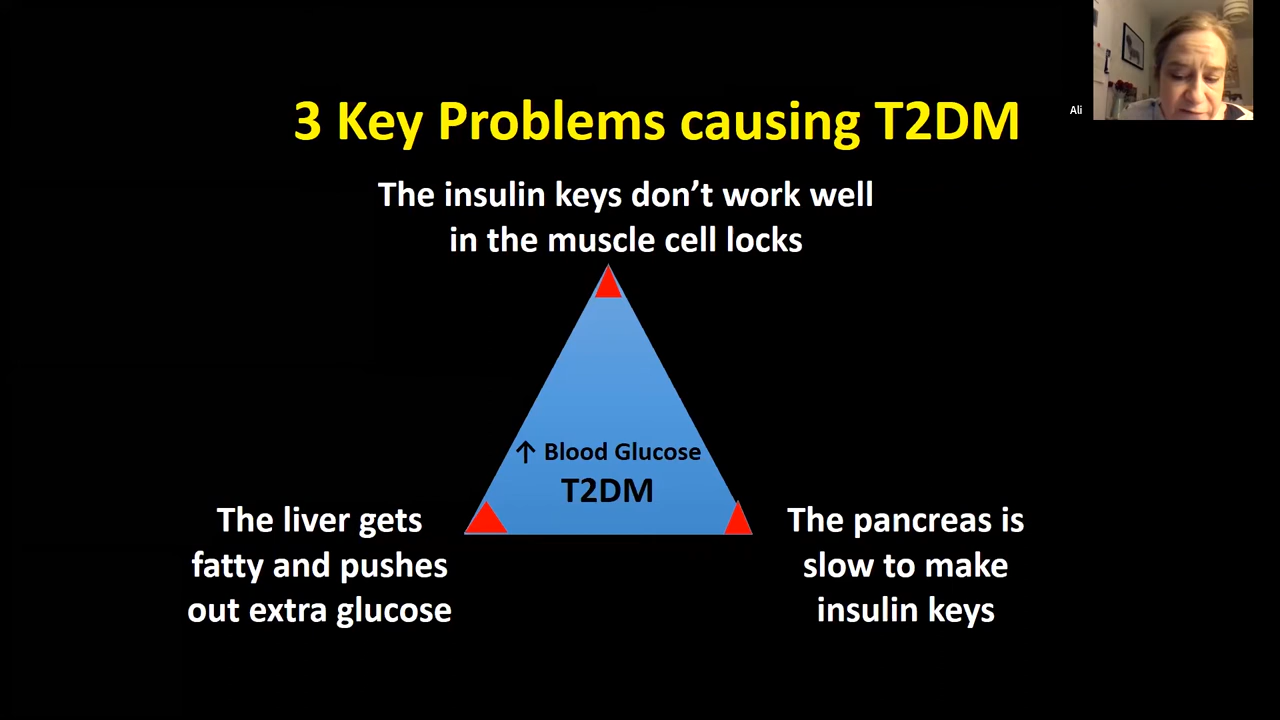 Ali
3 Key Problems causing T2DM
The insulin keys don’t work well
in the muscle cell locks
↑ Blood Glucose
T2DM
The liver gets
fatty and pushes
out extra glucose
The pancreas is
slow to make
insulin keys